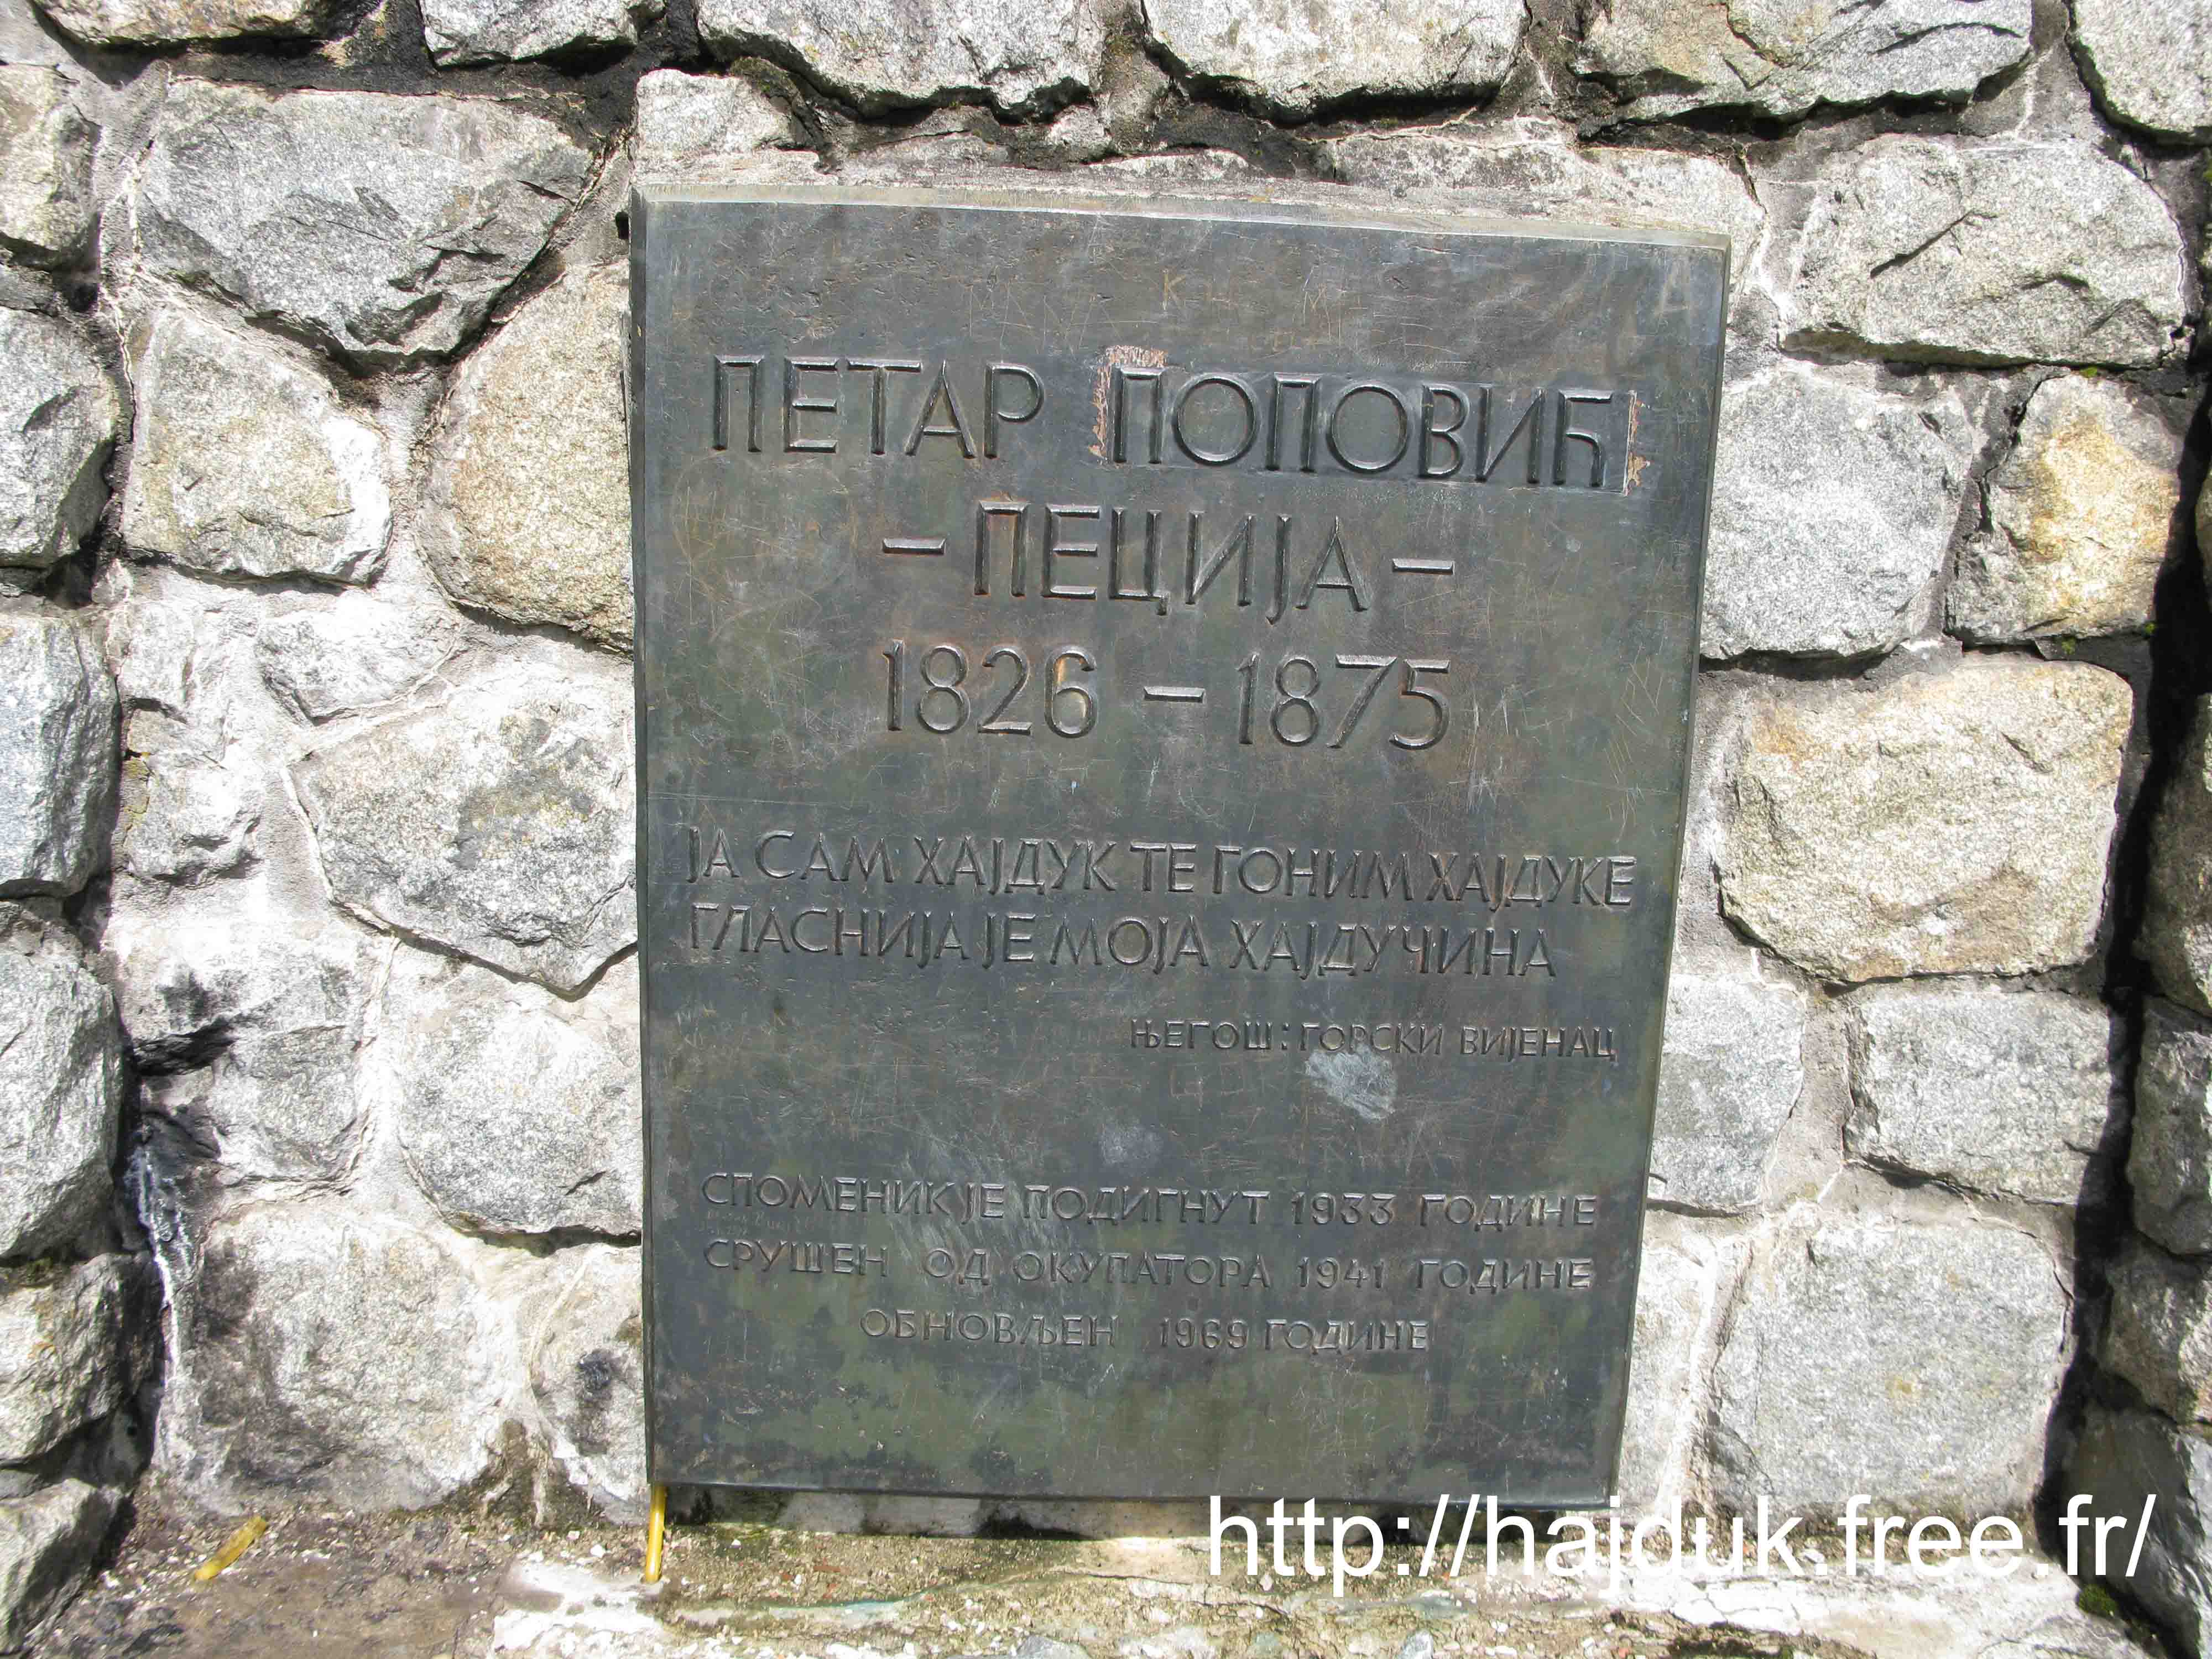 ПЕТАР ПОПОВИЋ
– ПЕЦИЈА –
1826 – 1875
ЈА САМ ХАЈДУК ТЕ ГОНИМ ХАЈДУКЕ
ГЛАСНИЈА ЈЕ МОЈА ХАЈДУЧИНА
ЊЕГОШ: ГОРСКИ ВИЈЕНАЦ
СПОМЕНИК ЈЕ ПОДИГНУТ 1933 ГОДИНЕ
СРУШЕН ОД ОКУПАТОРА 1941 ГОДИНЕ
ОБНОВЉЕН 1969 ГОДИНЕ
http://hajduk.free.fr/